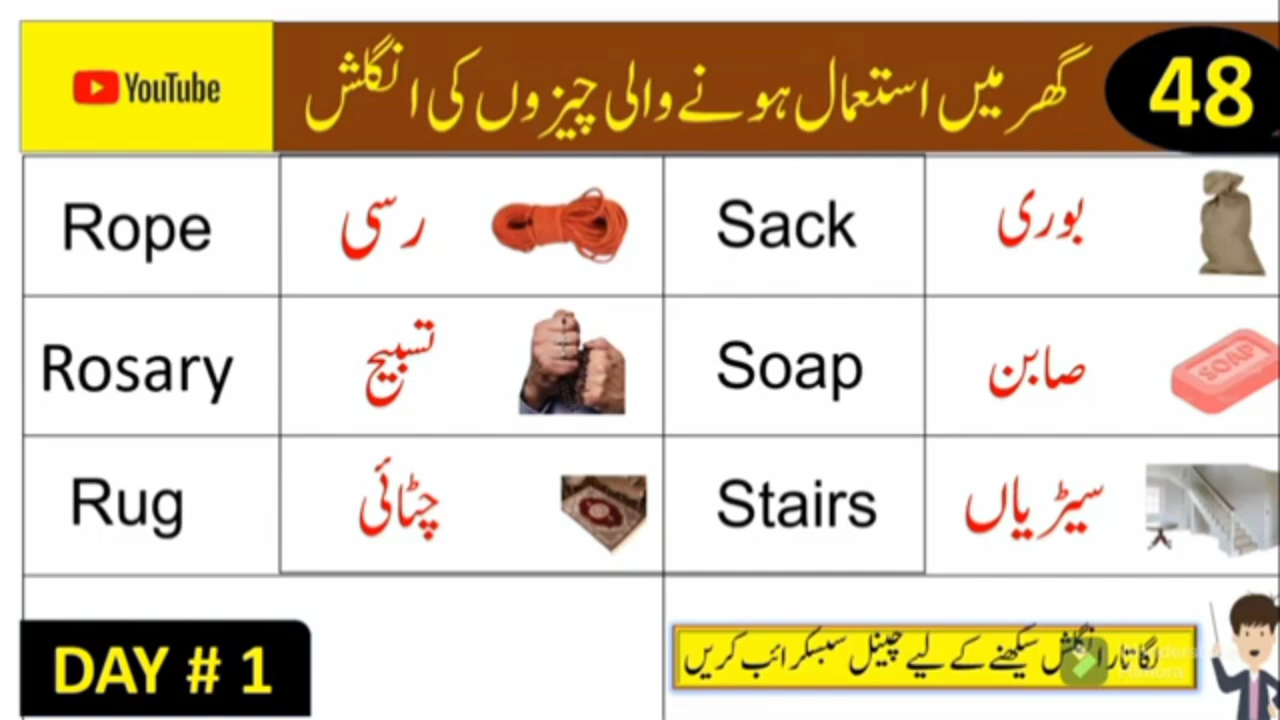 YouTube گھر میں استعمال ہونے والی چیزوں کی انگلش 48
Rope رسی Sack بوری
Rosary تسبیح Soap صابن
SOAP
Rug چٹائی Stairs سیڑیاں
DAY # 1
لگاتار انگلش سیکھنے کے لیے چینل سبسکرائب کریں